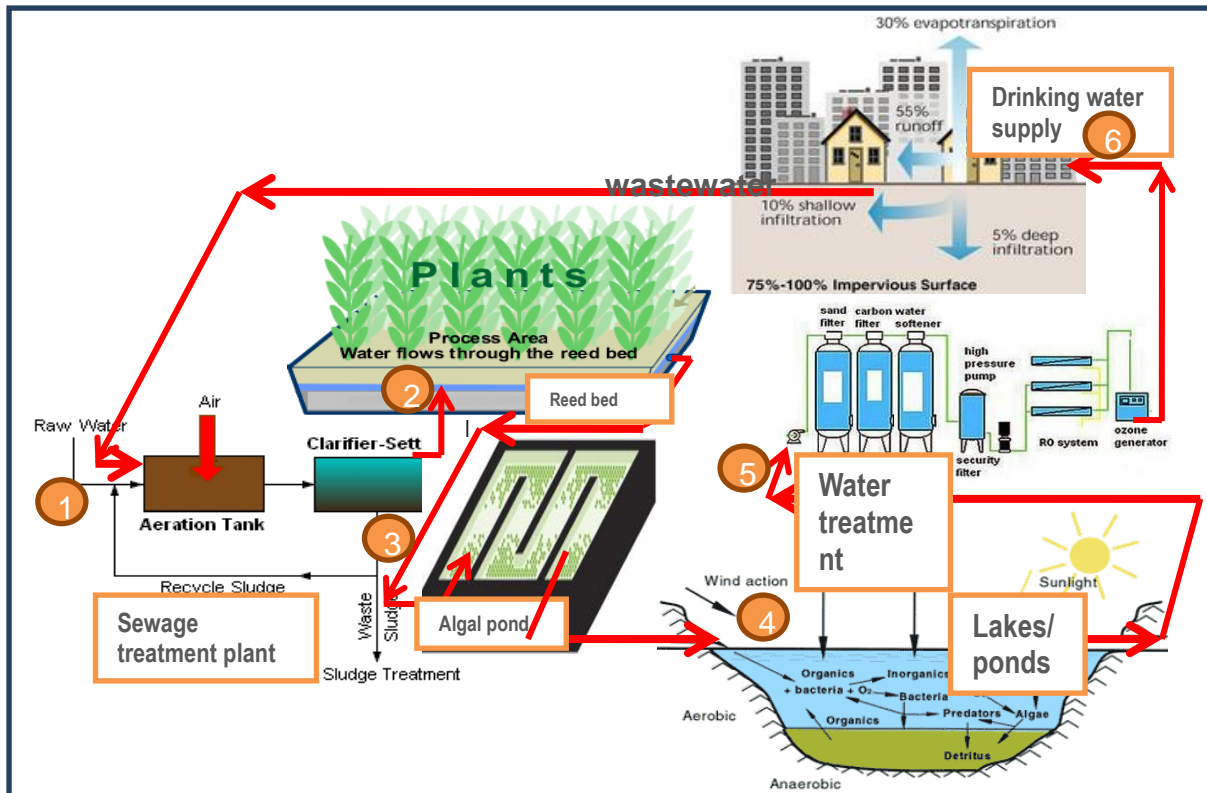 30% evapotranspiration
Drinking water
supply
6
55%
runoff
wastewater
10% shallow
infiltration
5% deep
infiltration
75%-100% Impervious Surface
Plants
Process Area
Water flows through the reed bed
2
Reed bed
sand
filter
carbon
filter
water
softener
high
pressure
pump
RO system
ozone
generator
security
filter
5
Water
treatme
nt
Air
Raw Water
1
Aeration Tank
Clarifier-Sett
3
Recycle Sludge
Waste
Sludge
Sludge Treatment
Sewage
treatment plant
Algal pond
Wind action
4
Sunlight
Lakes/
ponds
Organics
+ bacteria + O₂
Inorganics
Bacteria
Organics
Predators
Algae
Detritus
Aerobic
Anaerobic